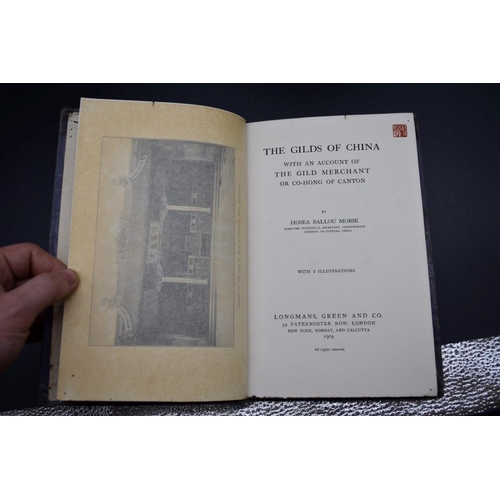 THE GILDS OF CHINA
WITH AN ACCOUNT OF
THE GILD MERCHANT
OR CO-HONG OF CANTON
BY
HOSEA BALLOU MORSE
WITH 2 ILLUSTRATIONS
LONGMANS, GREEN AND CO.
39 PATERNOSTER ROW, LONDON
NEW YORK, BOMBAY, AND CALCUTTA
1909
All rights reserved